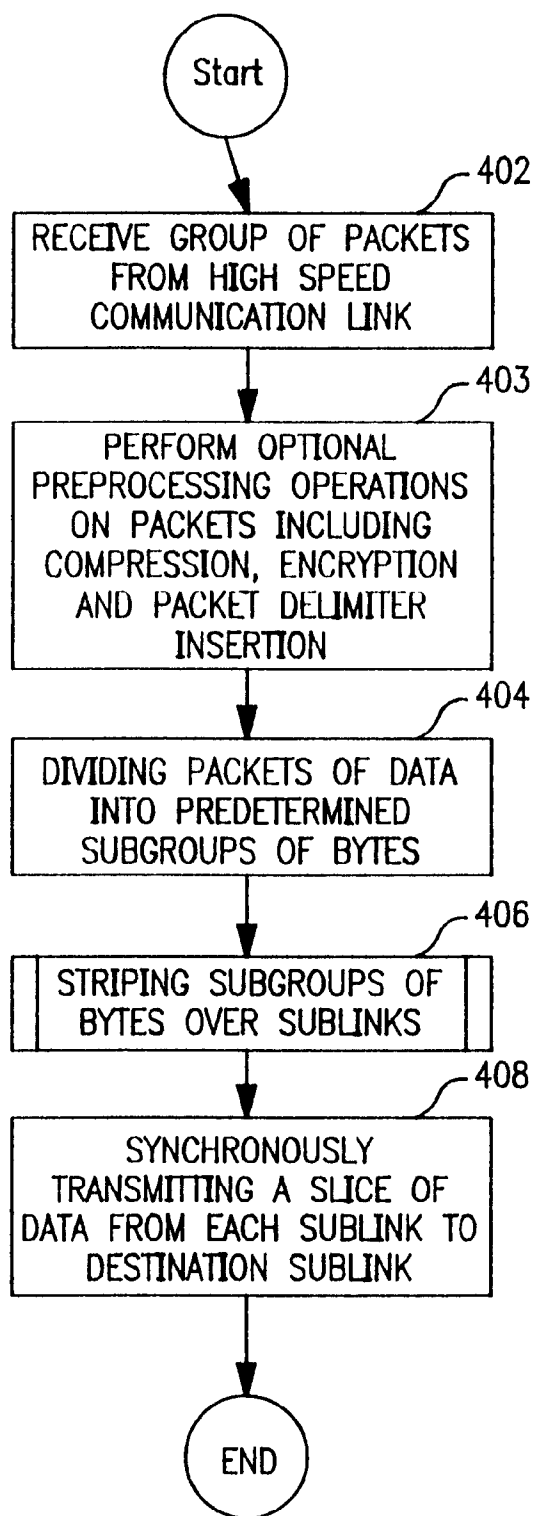 Start
402
RECEIVE GROUP OF PACKETS
FROM HIGH SPEED
COMMUNICATION LINK
403
PERFORM OPTIONAL
PREPROCESSING OPERATIONS
ON PACKETS INCLUDING
COMPRESSION, ENCRYPTION
AND PACKET DELIMITER
INSERTION
404
DIVIDING PACKETS OF DATA
INTO PREDETERMINED
SUBGROUPS OF BYTES
406
STRIPING SUBGROUPS OF
BYTES OVER SUBLINKS
408
SYNCHRONOUSLY
TRANSMITTING A SLICE OF
DATA FROM EACH SUBLINK TO
DESTINATION SUBLINK
END